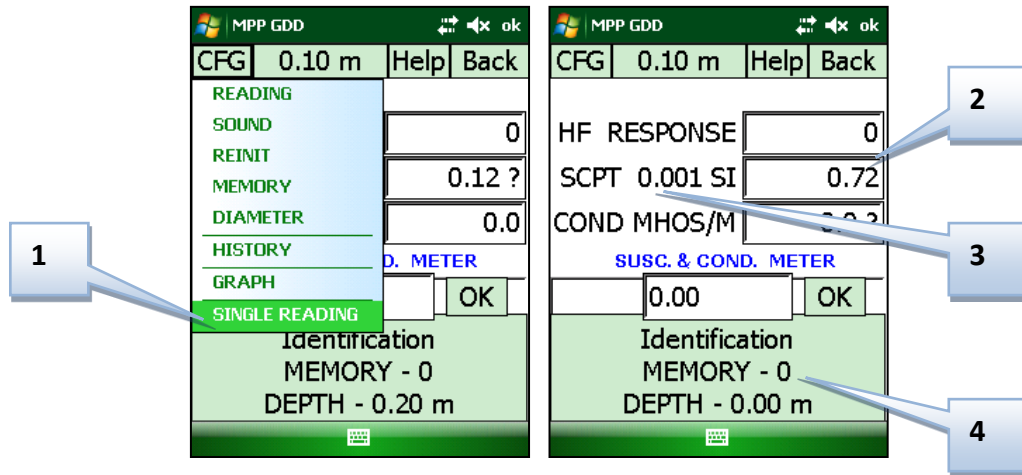 MPP GDD ok
CFG 0.10 m Help Back
READING
SOUND
REINIT
MEMORY
DIAMETER
HISTORY
GRAPH
SINGLE READING
0
0.12 ?
0.0
D. METER
OK
Identification
MEMORY - 0
DEPTH - 0.20 m
1
MPP GDD ok
CFG 0.10 m Help Back
HF RESPONSE 0
SCPT 0.001 SI 0.72
COND MHOS/M
SUSC. & COND. METER
0.00 OK
Identification
MEMORY - 0
DEPTH - 0.00 m
2
3
4